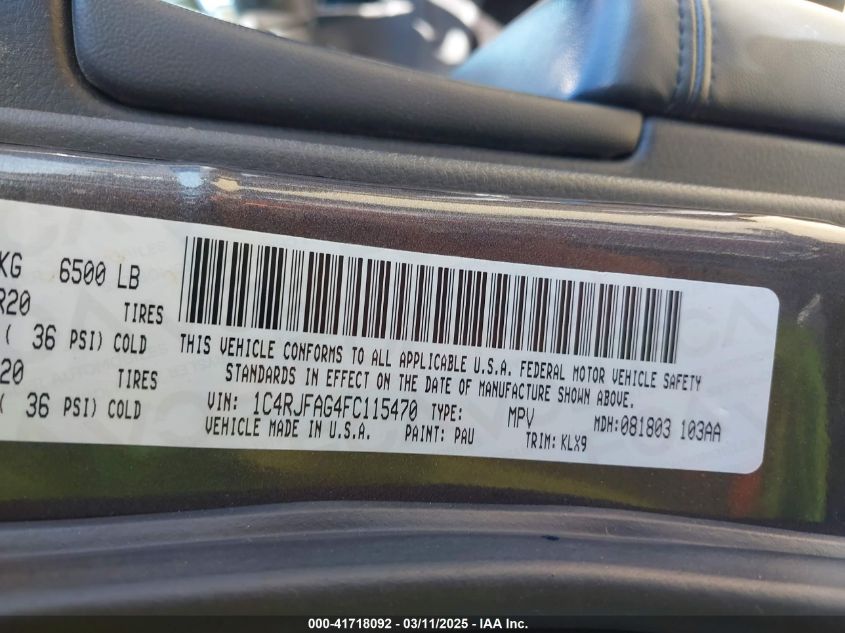 KG 6500 LB
R20 TIRES
( 36 PSI) COLD
20 TIRES
( 36 PSI) COLD
THIS VEHICLE CONFORMS TO ALL APPLICABLE U.S.A. FEDERAL MOTOR VEHICLE SAFETY
STANDARDS IN EFFECT ON THE DATE OF MANUFACTURE SHOWN ABOVE.
VIN: 1C4RJFAG4FC115470 TYPE: MPV MDH:081803 103AA
VEHICLE MADE IN U.S.A. PAINT: PAU TRIM: KLX9
000-41718092 - 03/11/2025 - IAA Inc.